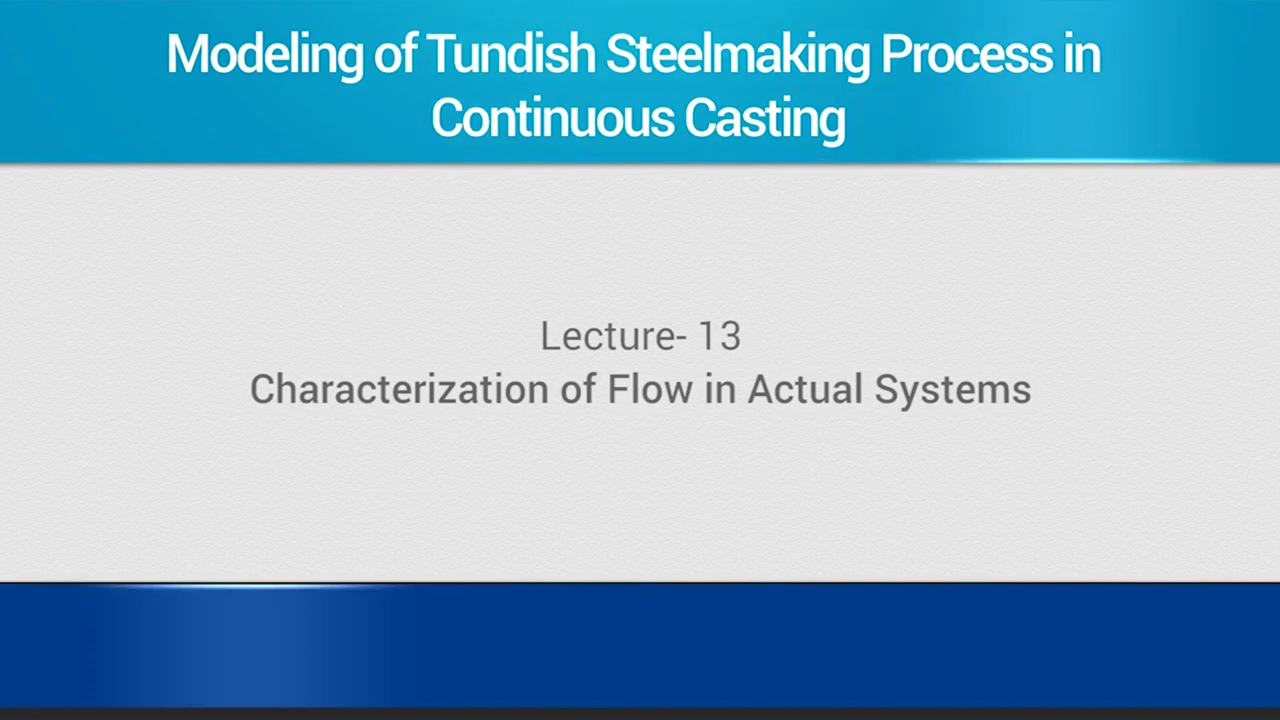 Modeling of Tundish Steelmaking Process in
Continuous Casting
Lecture- 13
Characterization of Flow in Actual Systems